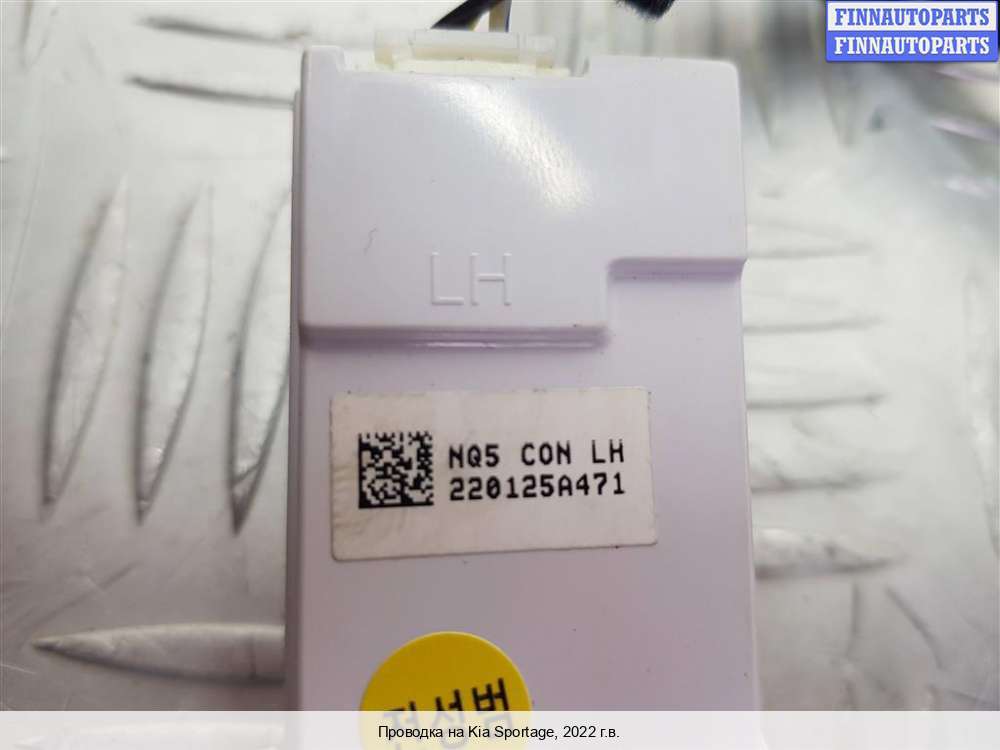 FINNAUTOPARTS
FINNAUTOPARTS
LH
NQ5 CON LH
220125A471
Проводка на Kia Sportage, 2022 г.в.